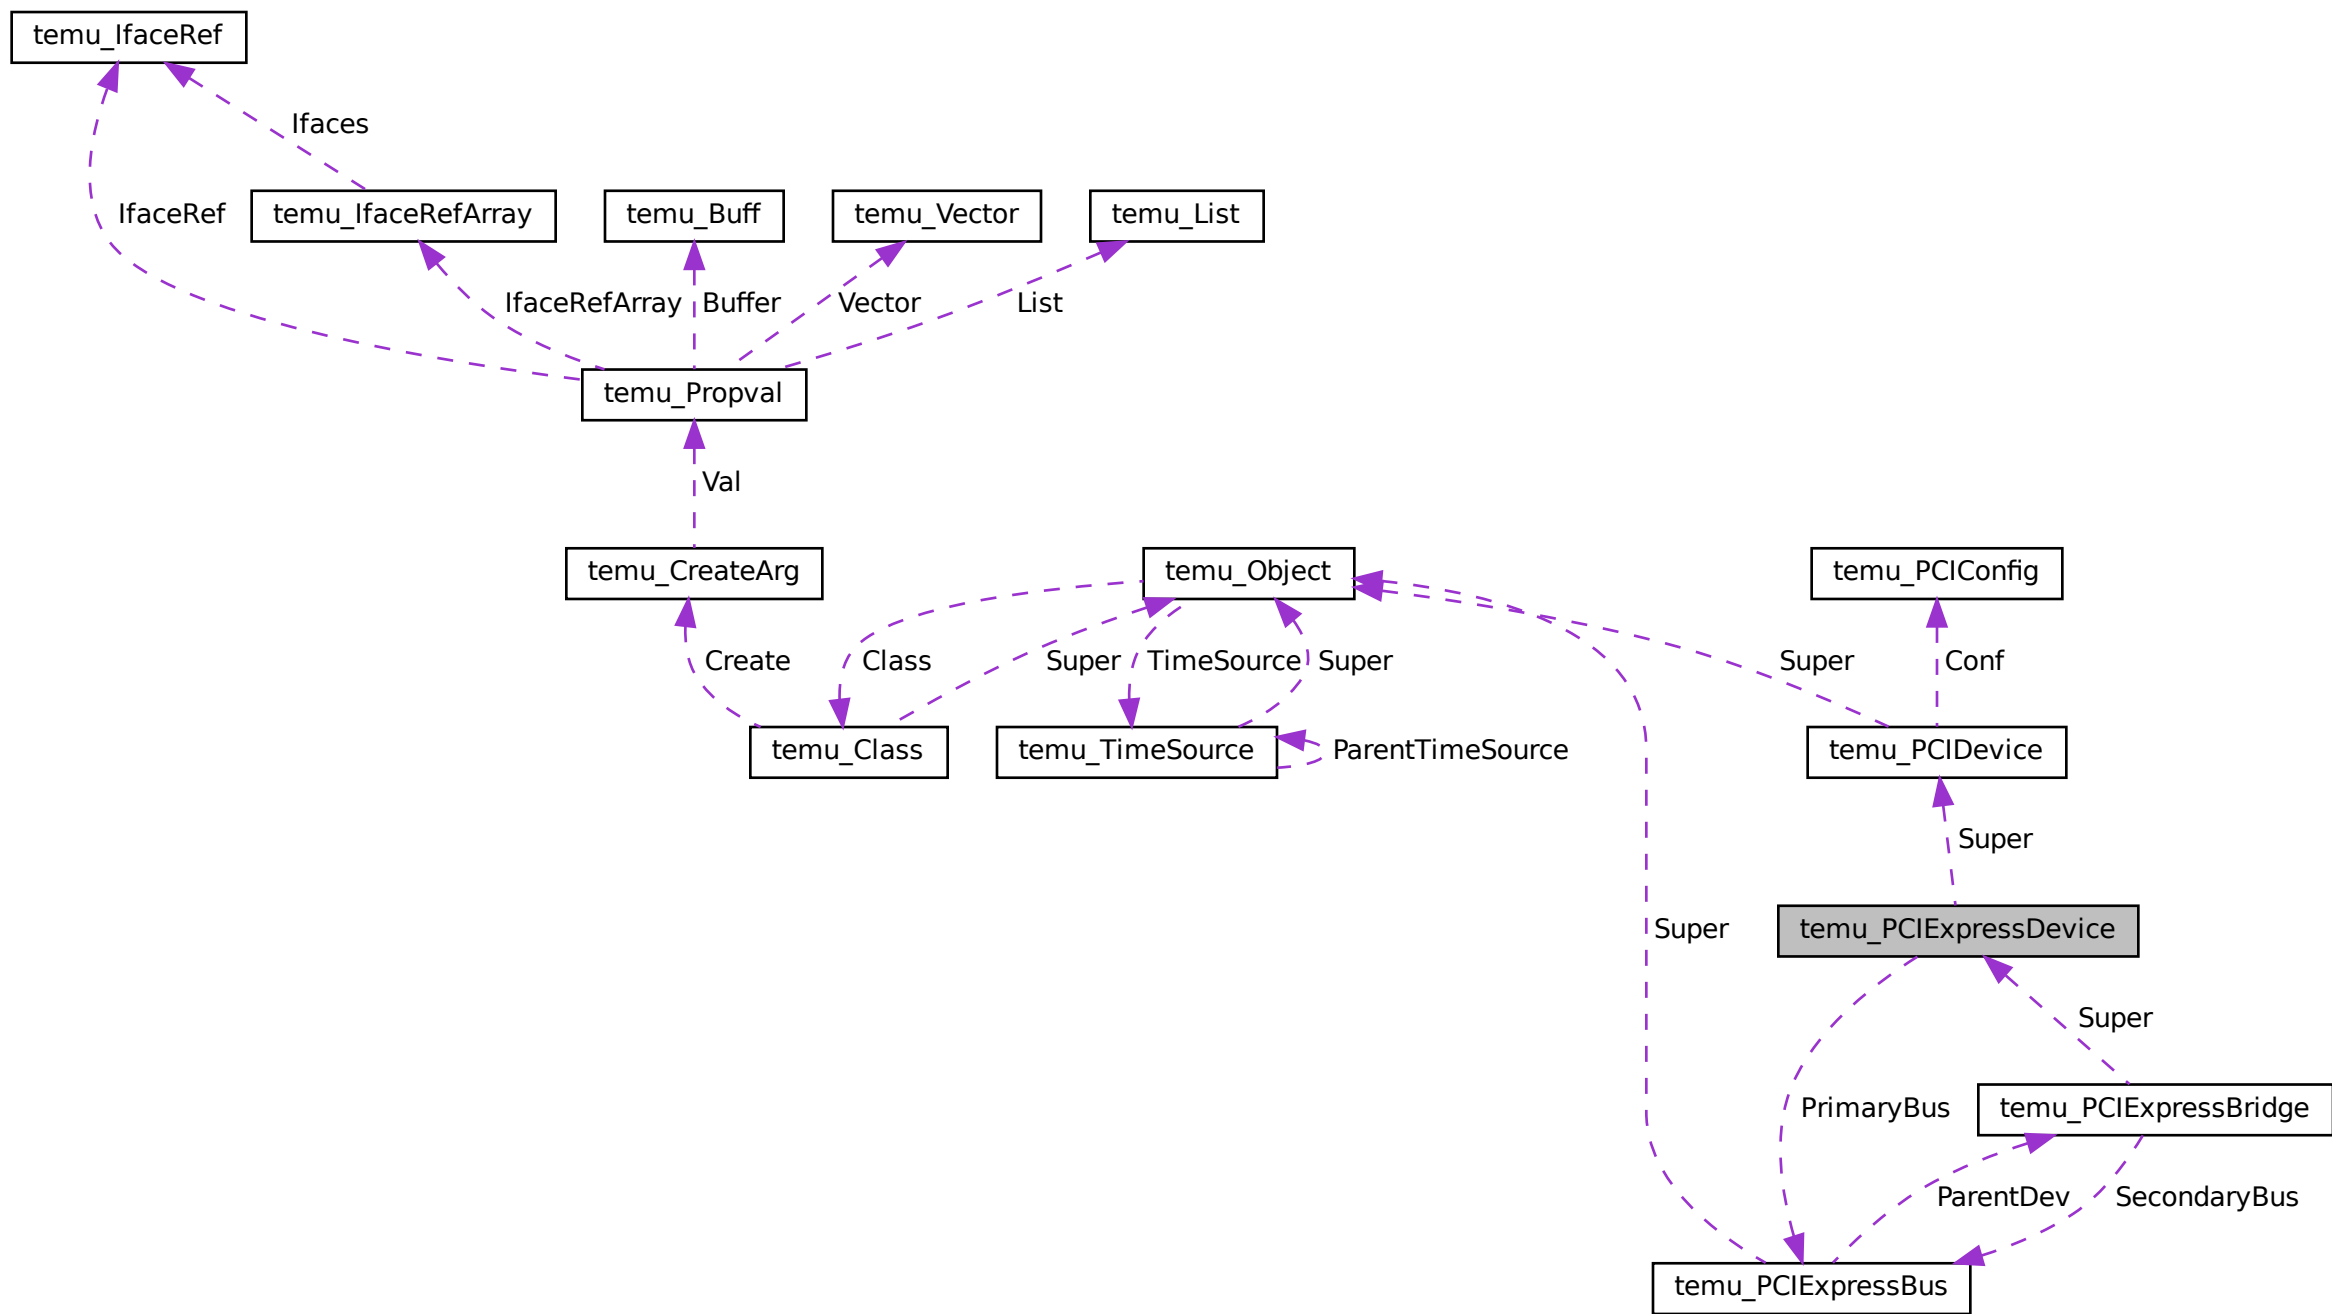 temu_IfaceRef
Ifaces
IfaceRef
temu_IfaceRefArray
temu_Buff
temu_Vector
temu_List
IfaceRefArray
Buffer
Vector
List
temu_Propval
Val
temu_CreateArg
temu_Object
temu_PCIConfig
Create
Class
Super
TimeSource
Super
Super
Conf
temu_Class
temu_TimeSource
ParentTimeSource
temu_PCIDevice
Super
Super
temu_PCIExpressDevice
Super
PrimaryBus
temu_PCIExpressBridge
ParentDev
SecondaryBus
temu_PCIExpressBus